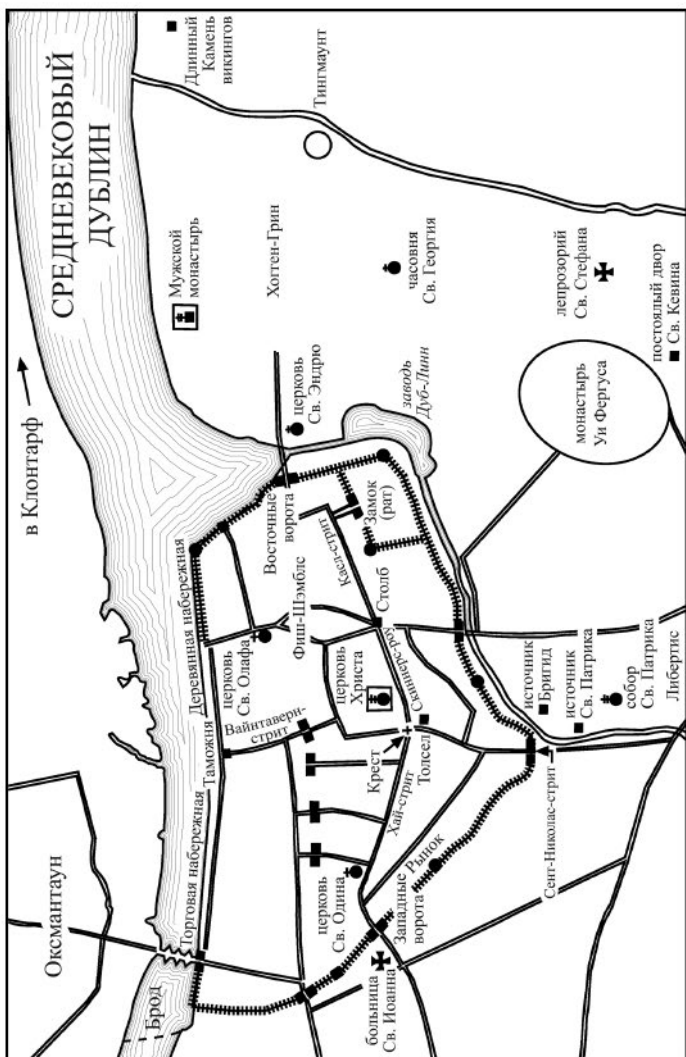 СРЕДНЕВЕКОВЫЙ
ДУБЛИН
в Клонтарф
Оксмантаун
Брод
Торговая набережная
Таможня
Деревянная набережная
Длинный
Камень
викингов
Мужской
монастырь
Тингмаунт
Хогген-Грин
церковь
Св. Эндрю
часовня
Св. Георгия
заводь
Дуб-Линн
лепрозорий
Св. Стефана
постоялый двор
Св. Кевина
монастырь
Уи Фергуса
Восточные
ворота
Касл-стрит
Замок
(рат)
Столб
Фиш-Шэмблс
церковь
Св. Олафа
Вайнтаверн-
стрит
церковь
Христа
Скиннерс-роу
Крест
Толсел
Хай-стрит
церковь
Св. Одина
Рынок
Западные
ворота
больница
Св. Иоанна
Сент-Николас-стрит
источник
Бригид
источник
Св. Патрика
собор
Св. Патрика
Либертис